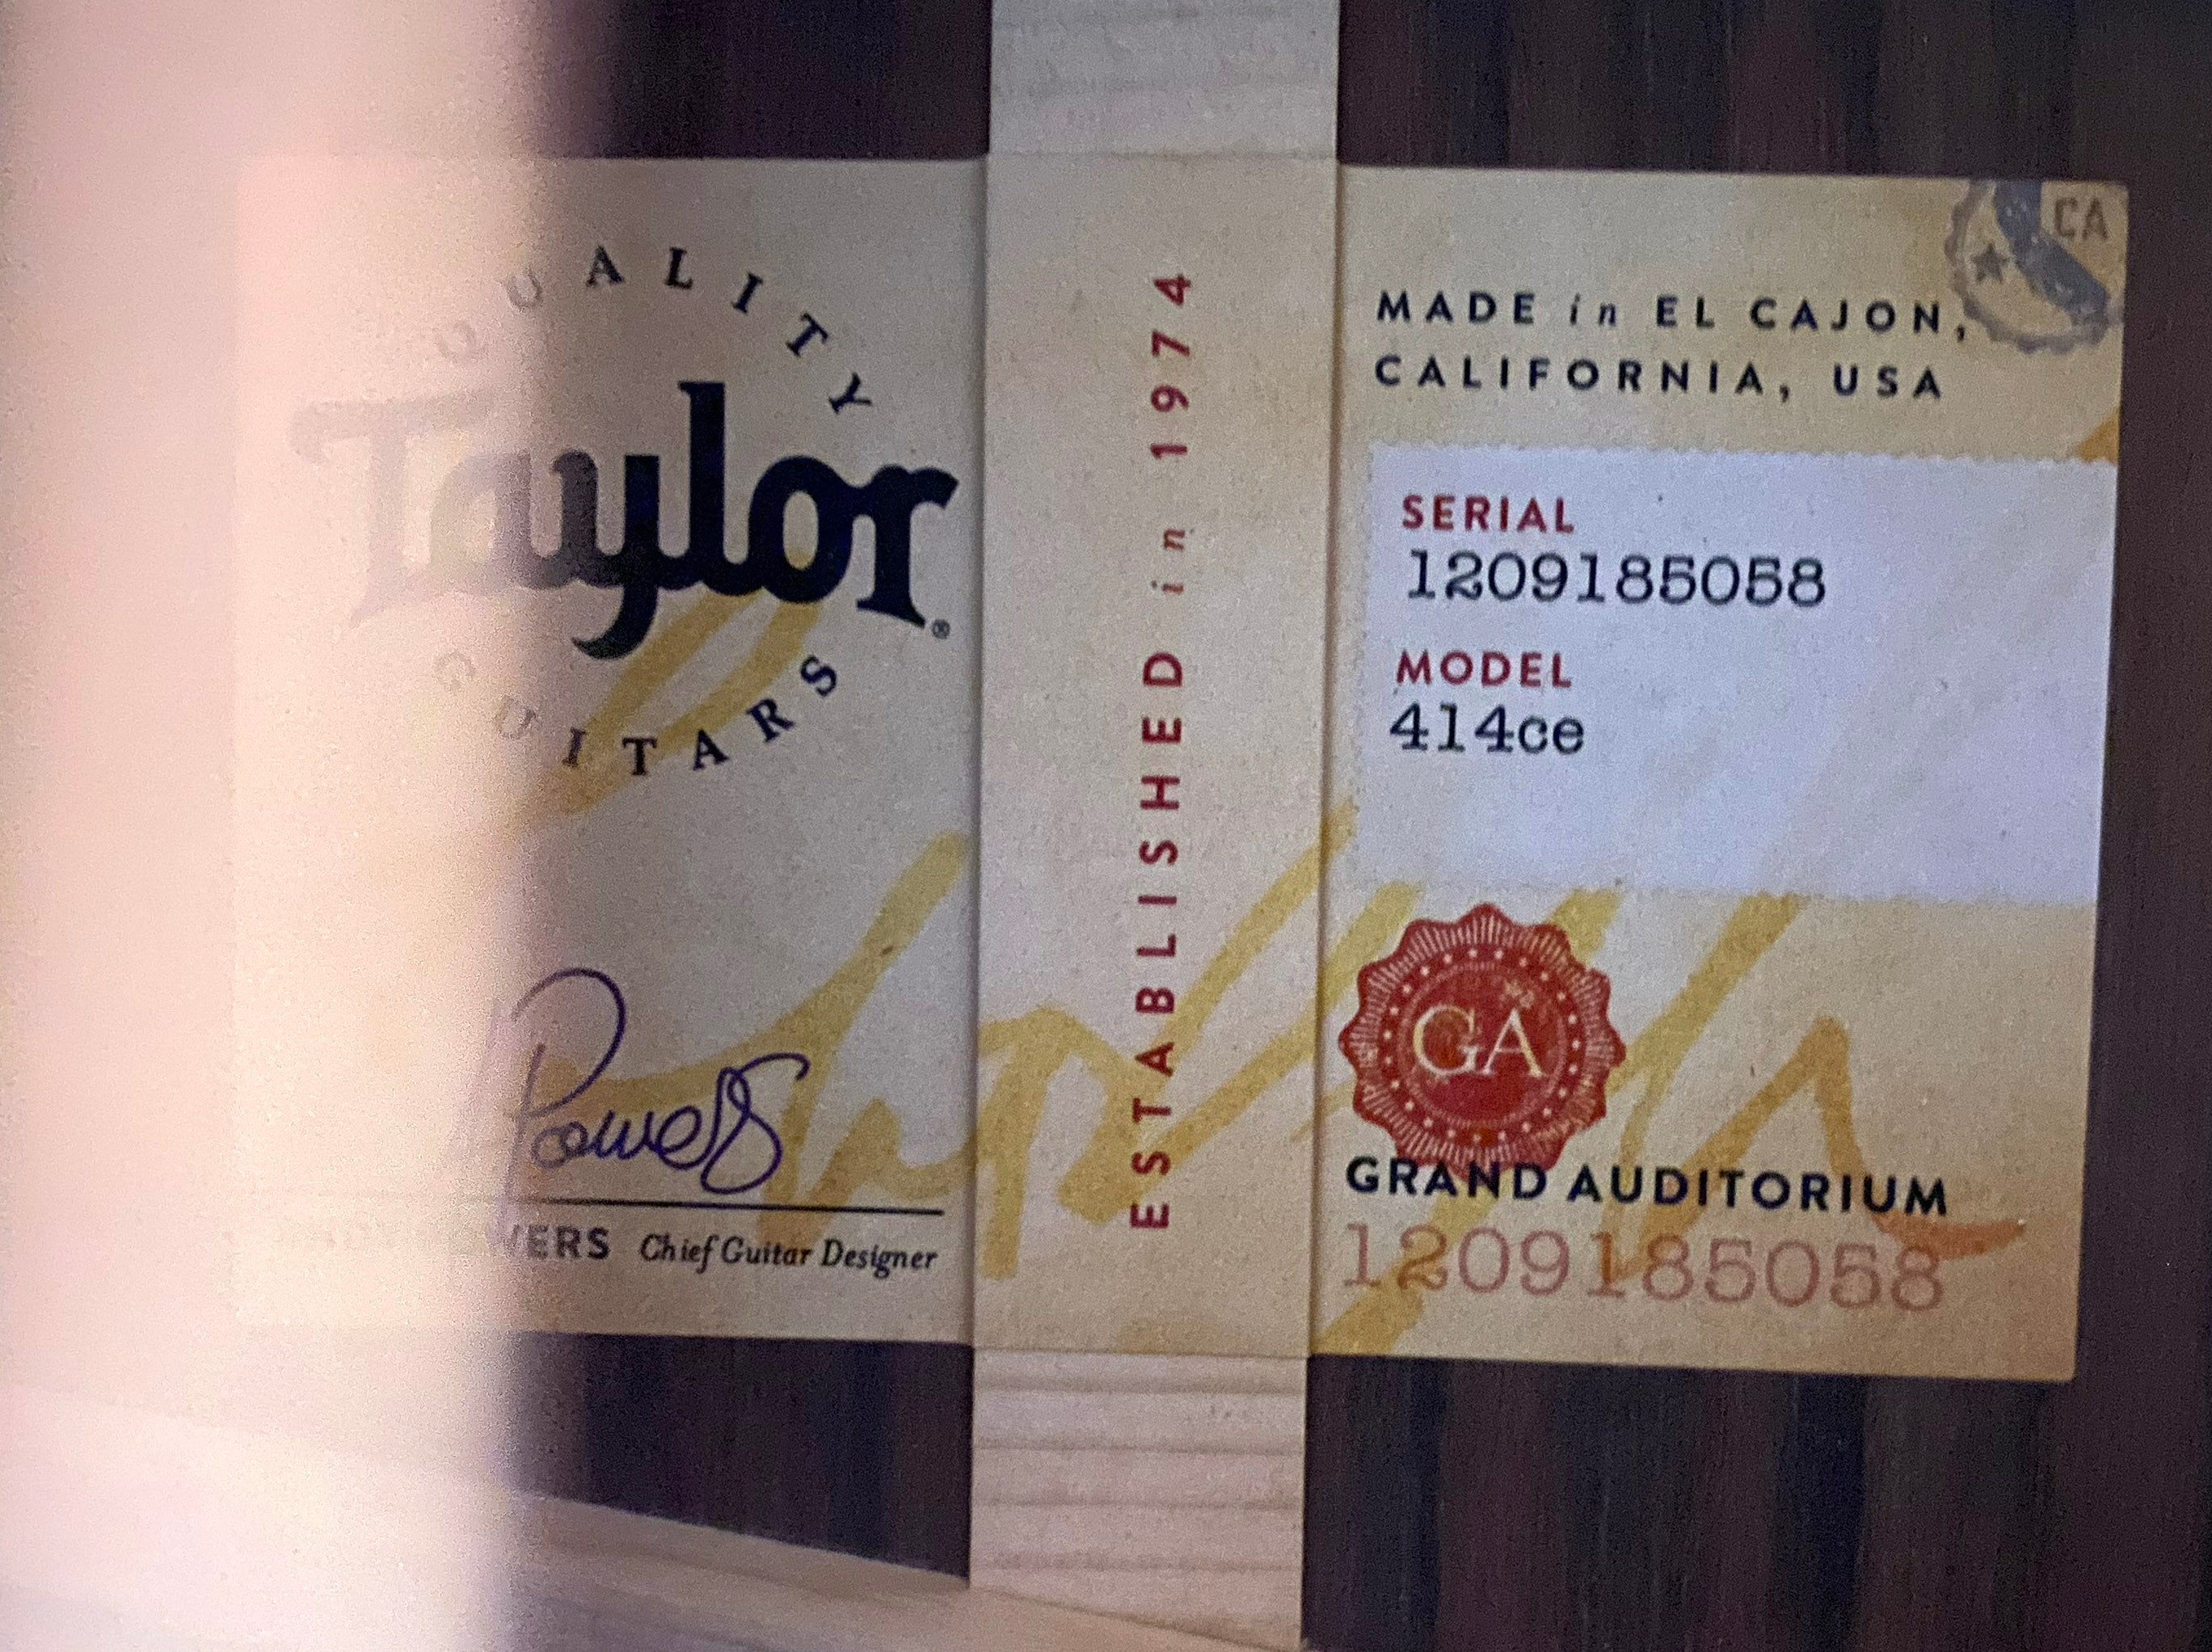 QUALITY
Taylor®
GUITARS
Powers
Chief Guitar Designer
ESTABLISHED in 1974
CA
MADE in EL CAJON,
CALIFORNIA, USA
SERIAL
1209185058
MODEL
414ce
GA
GRAND AUDITORIUM
1209185058